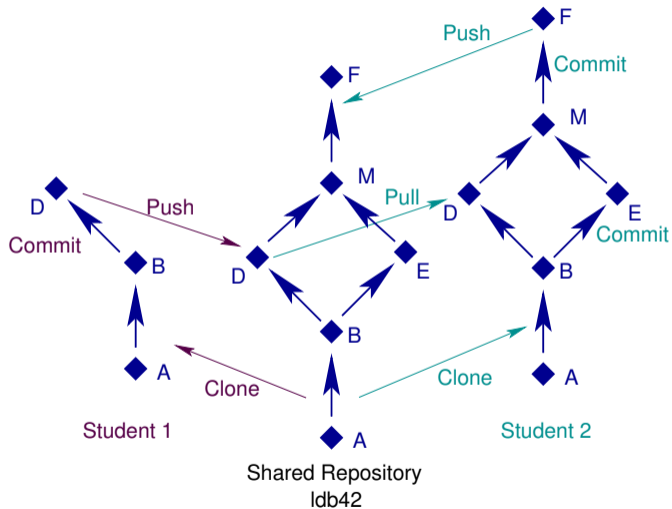 F
Push
F
Commit
M
M
D
Push
Pull
D
E
Commit
Commit
D
E
B
B
B
A
A
Clone
Clone
A
Student 1
Student 2
Shared Repository
ldb42